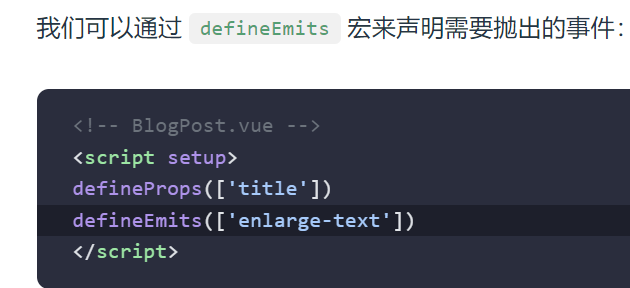 我们可以通过 defineEmits 宏来声明需要抛出的事件：
<!-- BlogPost.vue -->
<script setup>
defineProps(['title'])
defineEmits(['enlarge-text'])
</script>